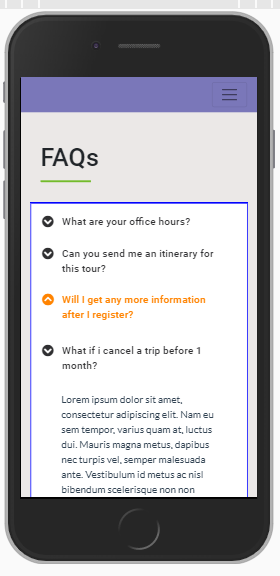 FAQs
What are your office hours?
Can you send me an itinerary for
this tour?
Will I get any more information
after I register?
What if i cancel a trip before 1
month?
Lorem ipsum dolor sit amet,
consectetur adipiscing elit. Nam eu
sem tempor, varius quam at, luctus
dui. Mauris magna metus, dapibus
nec turpis vel, semper malesuada
ante. Vestibulum id metus ac nisl
bibendum scelerisque non non